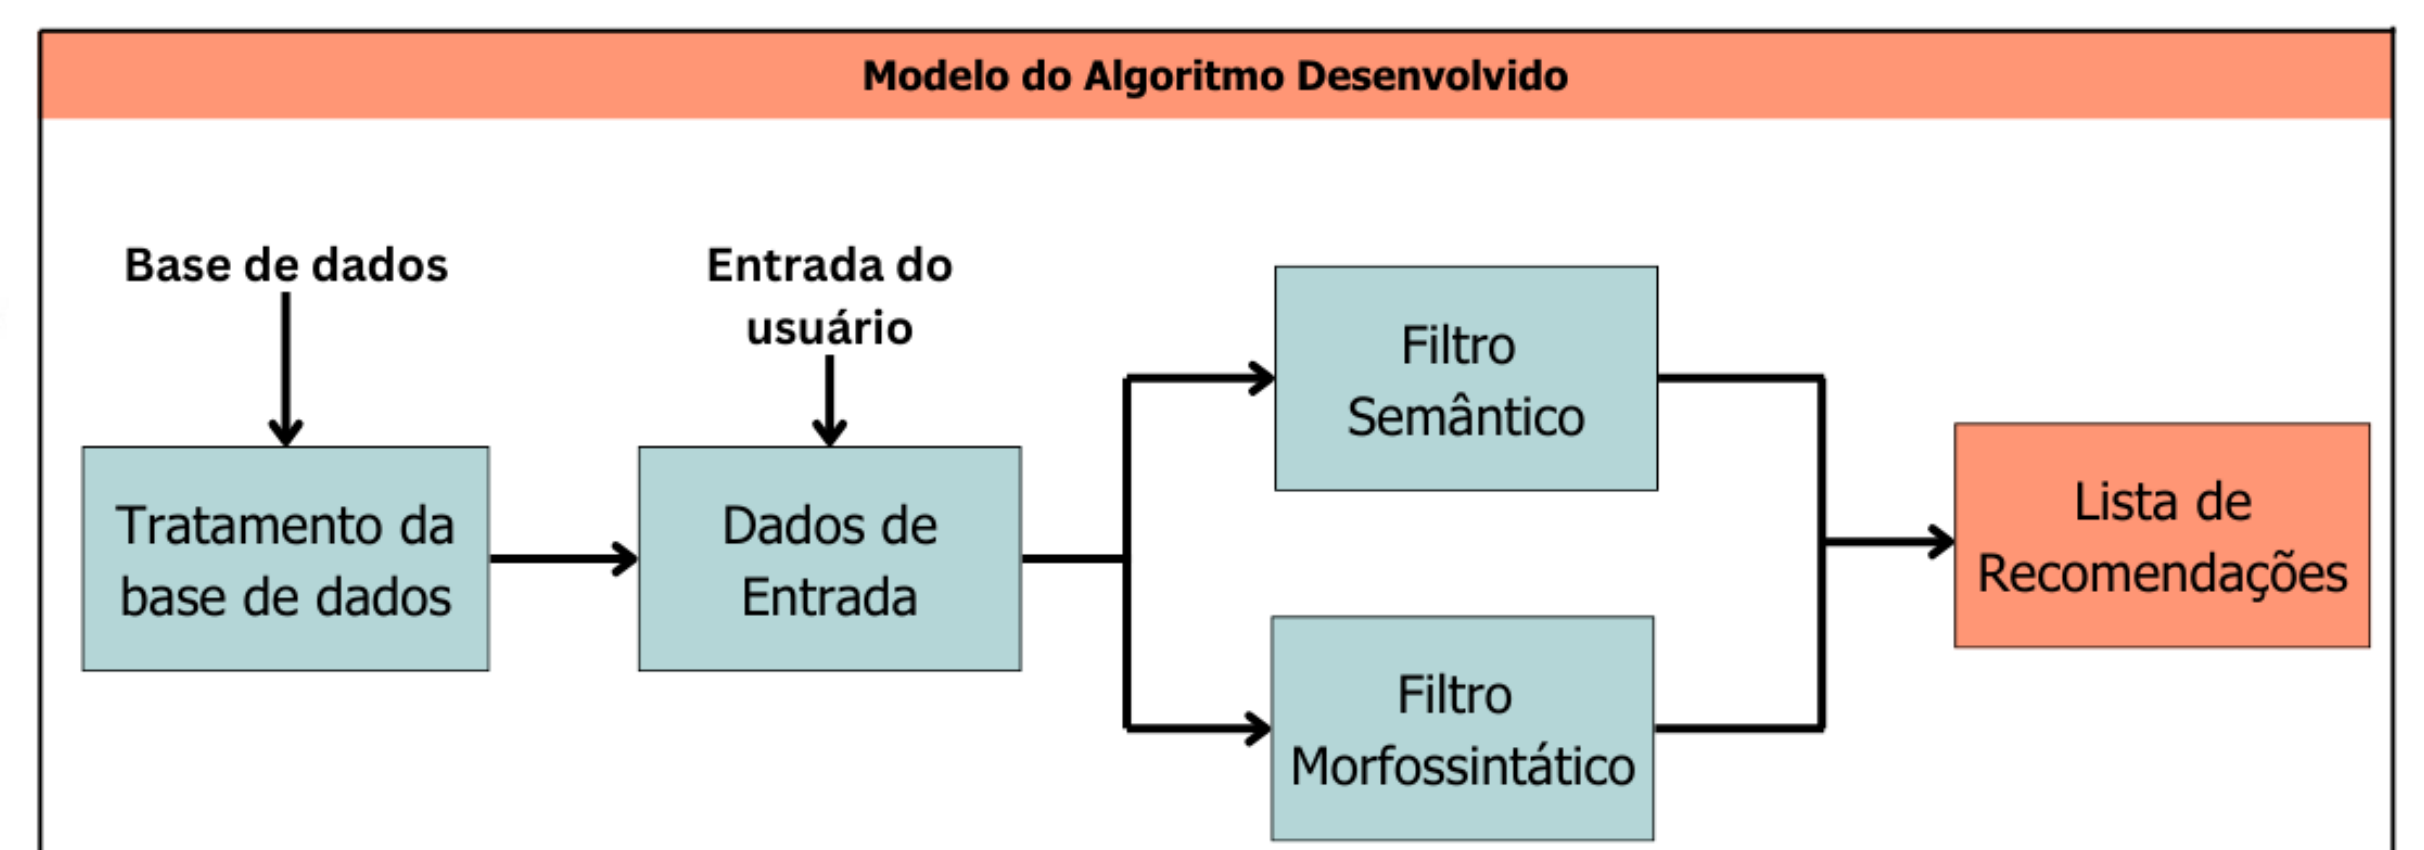 Modelo do Algoritmo Desenvolvido
Base de dados
Entrada do
usuário
Tratamento da
base de dados
Dados de
Entrada
Filtro
Semântico
Filtro
Morfossintático
Lista de
Recomendações